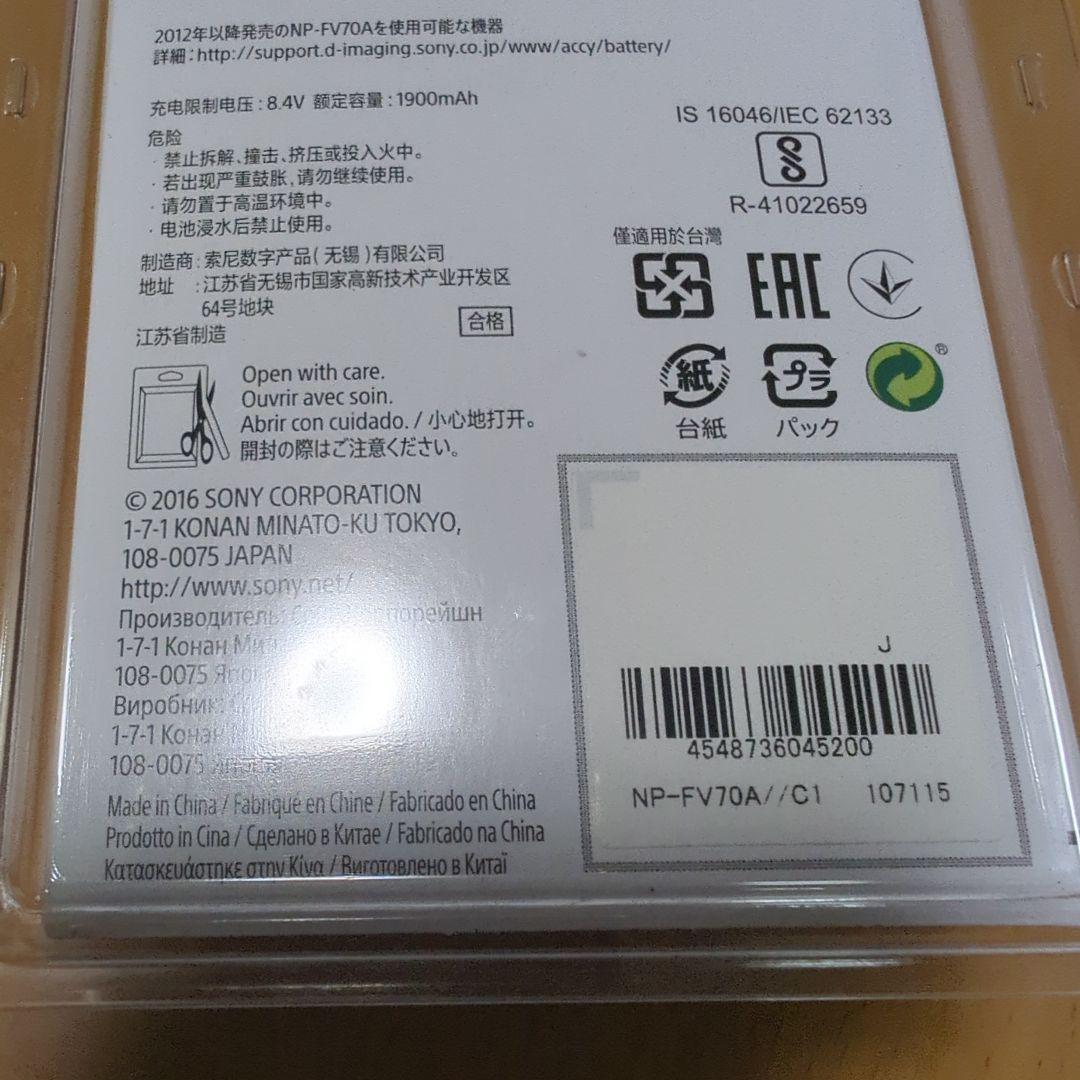 2012年以降発売のNP-FV70Aを使用可能な機器
詳細：http://support.d-imaging.sony.co.jp/www/accy/battery/
充电限制电压：8.4V 额定容量：1900mAh
危险
・禁止拆解、撞击、挤压或投入火中。
・若出现严重鼓胀，请勿继续使用。
・请勿置于高温环境中。
・电池浸水后禁止使用。
制造商：索尼数字产品(无锡)有限公司
地址 ：江苏省无锡市国家高新技术产业开发区
64号地块
江苏省制造
合格
Open with care.
Ouvrir avec soin.
Abrir con cuidado. / 小心地打开。
開封の際はご注意ください。
© 2016 SONY CORPORATION
1-7-1 KONAN MINATO-KU TOKYO,
108-0075 JAPAN
http://www.sony.net/
Производитель:
1-7-1 Конан
108-0075
Виробник:
1-7-1 Конан
108-0075
Made in China / Fabriqué en Chine / Fabricado en China
Prodotto in Cina / Сделано в Китае / Fabricado na China
Κατασκευάστηκε στην Κίνα / Виготовлено в Китаї
IS 16046/IEC 62133
R-41022659
僅適用於台灣
EAC
紙
プラ
®
台紙
パック
J
4548736045200
NP-FV70A//C1 107115